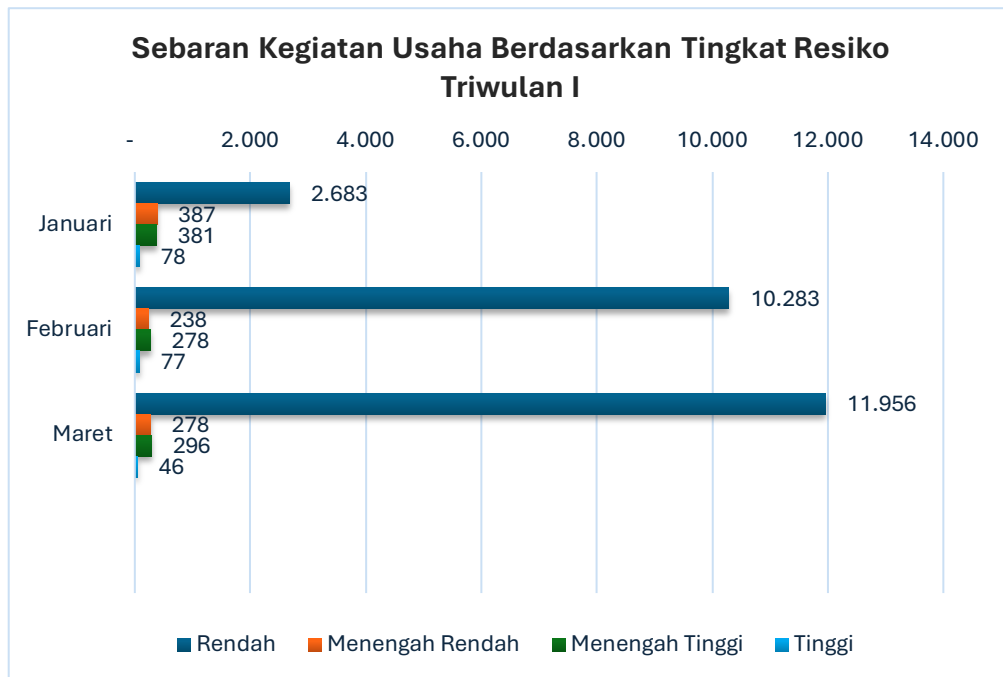 Sebaran Kegiatan Usaha Berdasarkan Tingkat Resiko
Triwulan I
- 2.000 4.000 6.000 8.000 10.000 12.000 14.000
Januari
2.683
387
381
78
Februari
10.283
238
278
77
Maret
11.956
278
296
46
Rendah Menengah Rendah Menengah Tinggi Tinggi